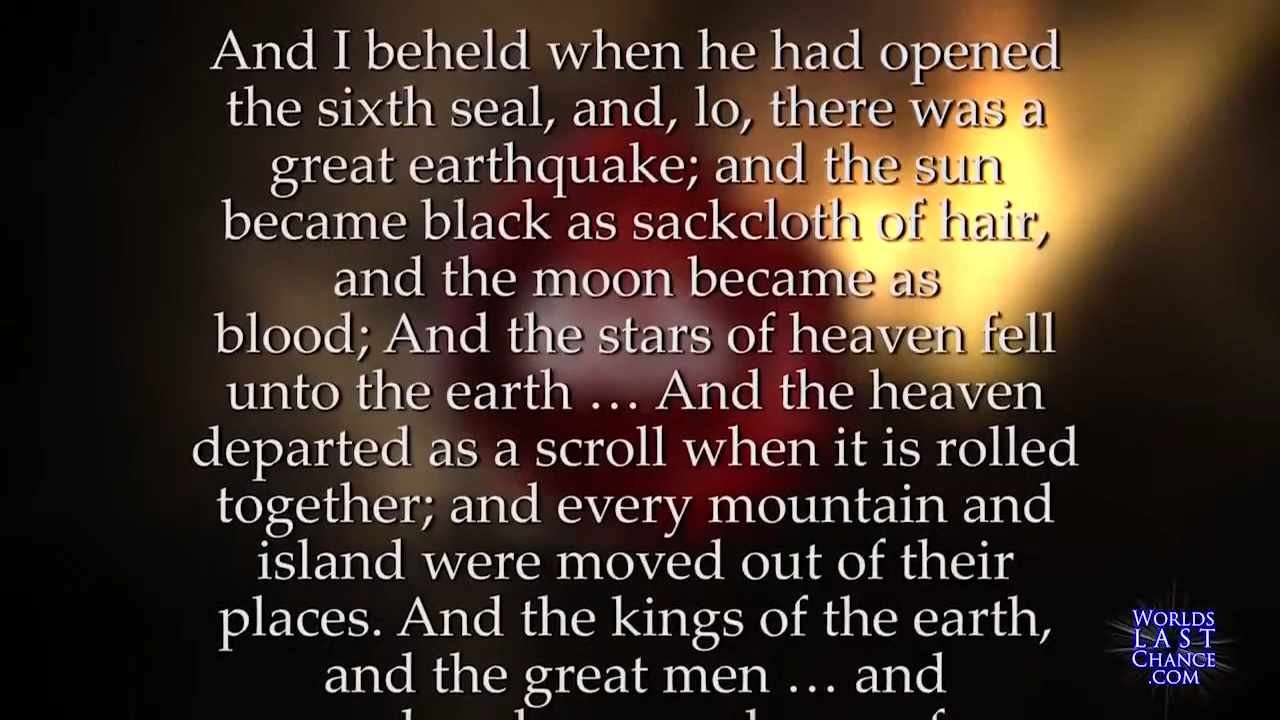 And I beheld when he had opened
the sixth seal, and, lo, there was a
great earthquake; and the sun
became black as sackcloth of hair,
and the moon became as
blood; And the stars of heaven fell
unto the earth … And the heaven
departed as a scroll when it is rolled
together; and every mountain and
island were moved out of their
places. And the kings of the earth,
and the great men … and
WORLDS
LAST
CHANCE
.COM